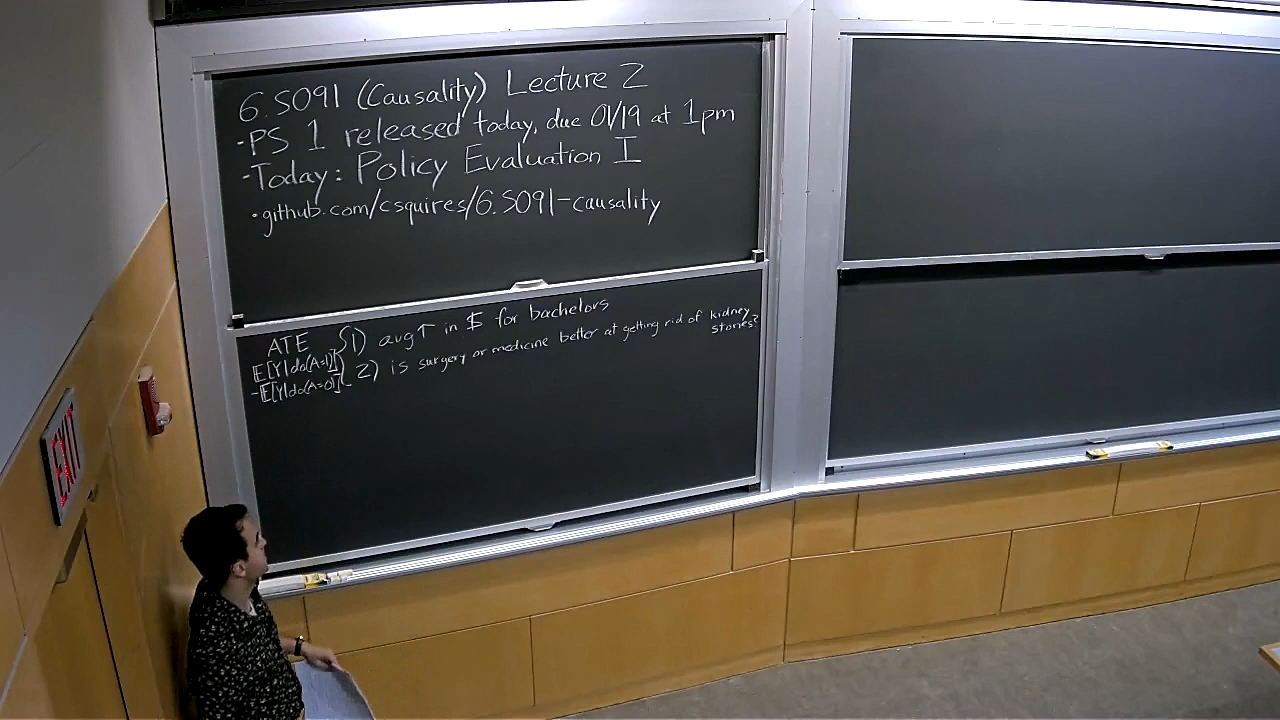 6.S091 (Causality) Lecture 2
-PS 1 released today, due 01/19 at 1pm
-Today: Policy Evaluation I
•github.com/csquires/6.S091-causality
ATE { 1) avg↑ in $ for bachelors
E[Y|do(A=1)] 2) is surgery or medicine better at getting rid of kidney stones?
-E[Y|do(A=0)]
EXIT